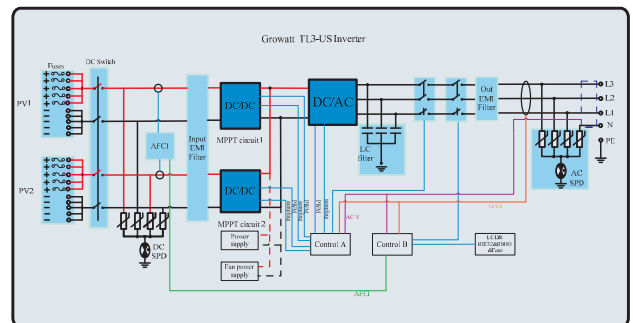 Growatt TL3-US Inverter
Fuses
DC Switch
PV1
PV2
AFCI
Input
EMI
Filter
DC/DC
MPPT circuit 1
DC/DC
MPPT circuit 2
DC/AC
LC
filter
Out
EMI
Filter
L3
L2
L1
N
PE
AC
SPD
DC
SPD
Power
supply
Fan power
supply
AC V
Control A
Control B
LCD&
RS232&RS485
&Fans
AFCI